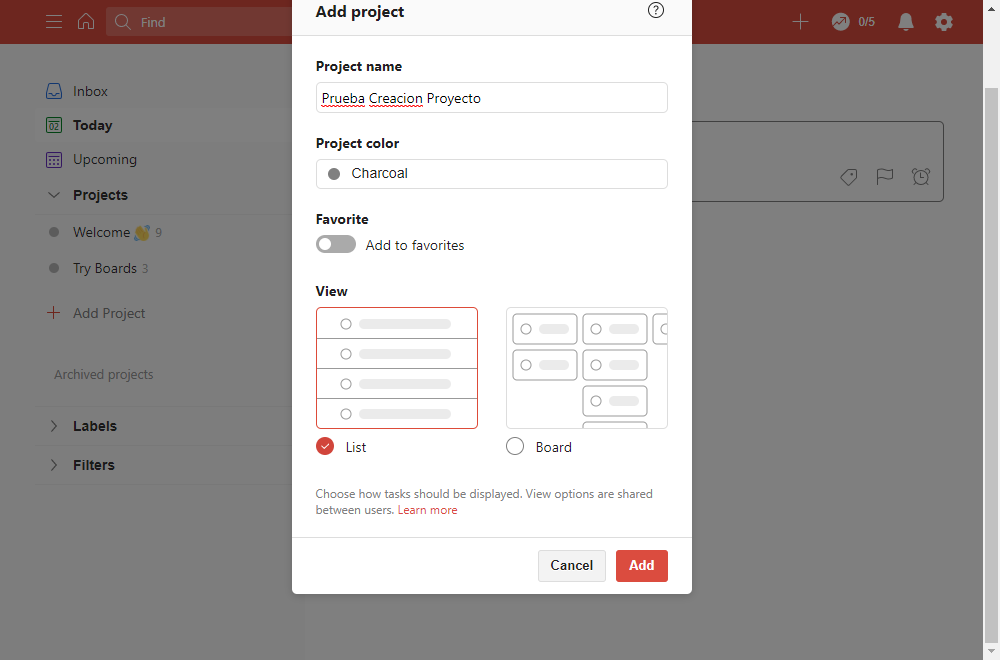 Find
0/5
Inbox
02
Today
Upcoming
Projects
Welcome 👋 9
Try Boards 3
Add Project
Archived projects
Labels
Filters
Add project
?
Project name
Prueba Creacion Proyecto
Project color
Charcoal
Favorite
Add to favorites
View
List
Board
Choose how tasks should be displayed. View options are shared
between users. Learn more
Cancel
Add